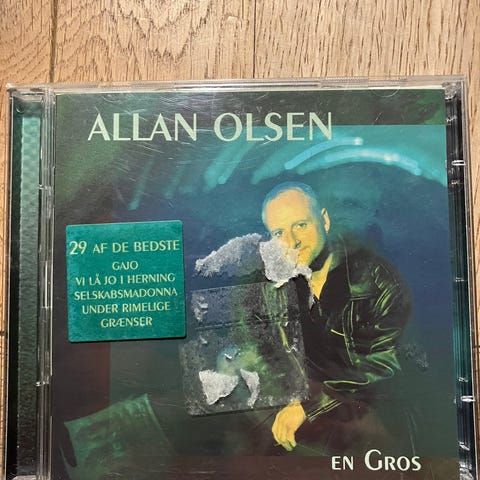 ALLAN OLSEN
29 AF DE BEDSTE
GAJO
VI LÅ JO I HERNING
SELSKABSMADONNA
UNDER RIMELIGE
GRÆNSER
EN GROS